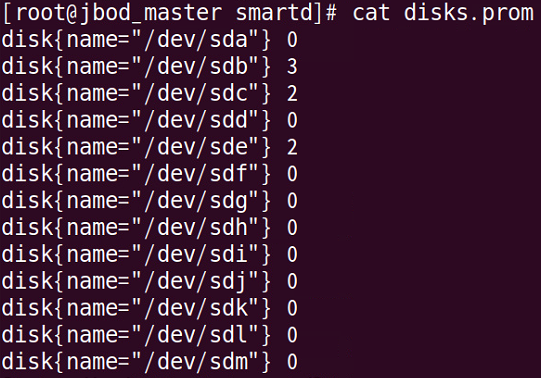 [root@jbod_master smartd]# cat disks.prom
disk{name="/dev/sda"} 0
disk{name="/dev/sdb"} 3
disk{name="/dev/sdc"} 2
disk{name="/dev/sdd"} 0
disk{name="/dev/sde"} 2
disk{name="/dev/sdf"} 0
disk{name="/dev/sdg"} 0
disk{name="/dev/sdh"} 0
disk{name="/dev/sdi"} 0
disk{name="/dev/sdj"} 0
disk{name="/dev/sdk"} 0
disk{name="/dev/sdl"} 0
disk{name="/dev/sdm"} 0